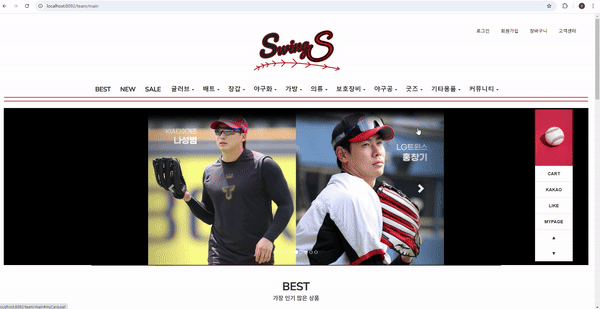 localhost:8092/team/main
로그인 회원가입 장바구니 고객센터
SwingS
BEST NEW SALE 글러브 배트 장갑 야구화 가방 의류 보호장비 야구공 굿즈 기타용품 커뮤니티
KIA타이거즈
나성범
LG트윈스
홍창기
CART
KAKAO
LIKE
MYPAGE
BEST
가장 인기 많은 상품
localhost:8092/team/main#myCarousel